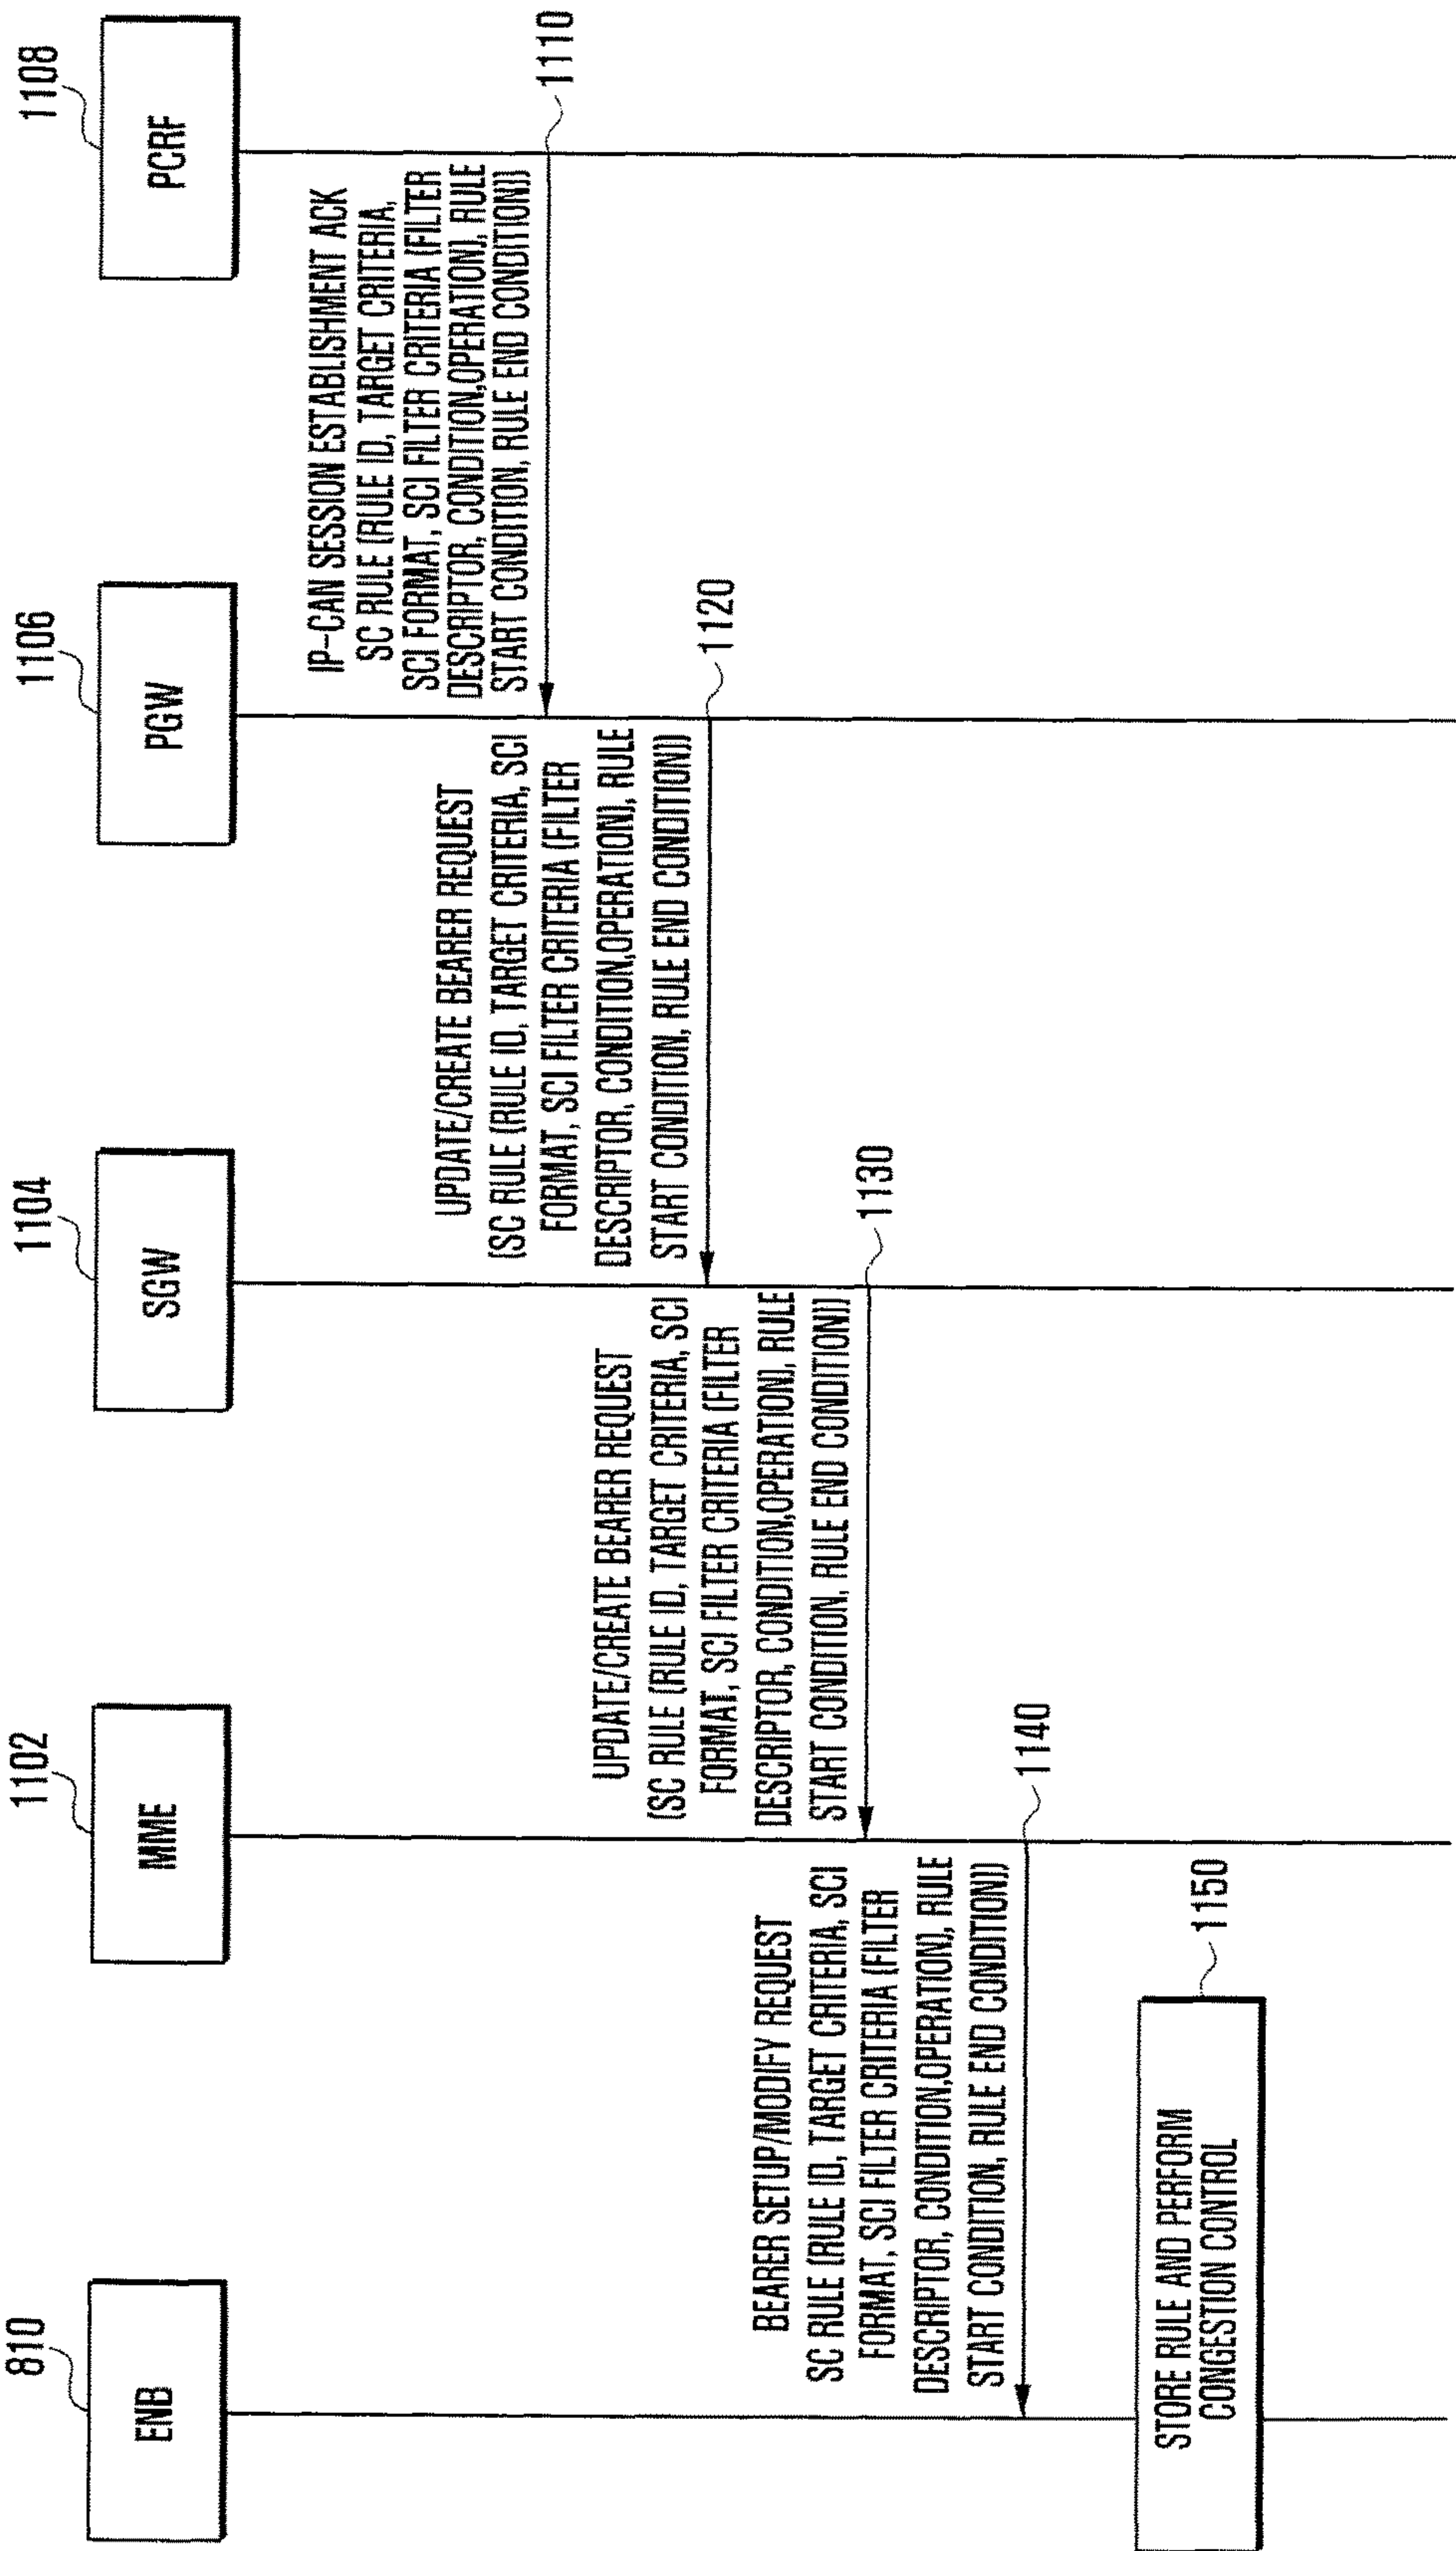 810
1102
1104
1106
1108
ENB
MME
SGW
PGW
PCRF
IP-CAN SESSION ESTABLISHMENT ACK
SC RULE (RULE ID, TARGET CRITERIA,
SCI FORMAT, SCI FILTER CRITERIA (FILTER
DESCRIPTOR, CONDITION,OPERATION), RULE
START CONDITION, RULE END CONDITION))
1110
UPDATE/CREATE BEARER REQUEST
(SC RULE (RULE ID, TARGET CRITERIA, SCI
FORMAT, SCI FILTER CRITERIA (FILTER
DESCRIPTOR, CONDITION,OPERATION), RULE
START CONDITION, RULE END CONDITION))
1120
UPDATE/CREATE BEARER REQUEST
(SC RULE (RULE ID, TARGET CRITERIA, SCI
FORMAT, SCI FILTER CRITERIA (FILTER
DESCRIPTOR, CONDITION,OPERATION), RULE
START CONDITION, RULE END CONDITION))
1130
BEARER SETUP/MODIFY REQUEST
SC RULE (RULE ID, TARGET CRITERIA, SCI
FORMAT, SCI FILTER CRITERIA (FILTER
DESCRIPTOR, CONDITION,OPERATION), RULE
START CONDITION, RULE END CONDITION))
1140
STORE RULE AND PERFORM
CONGESTION CONTROL
1150